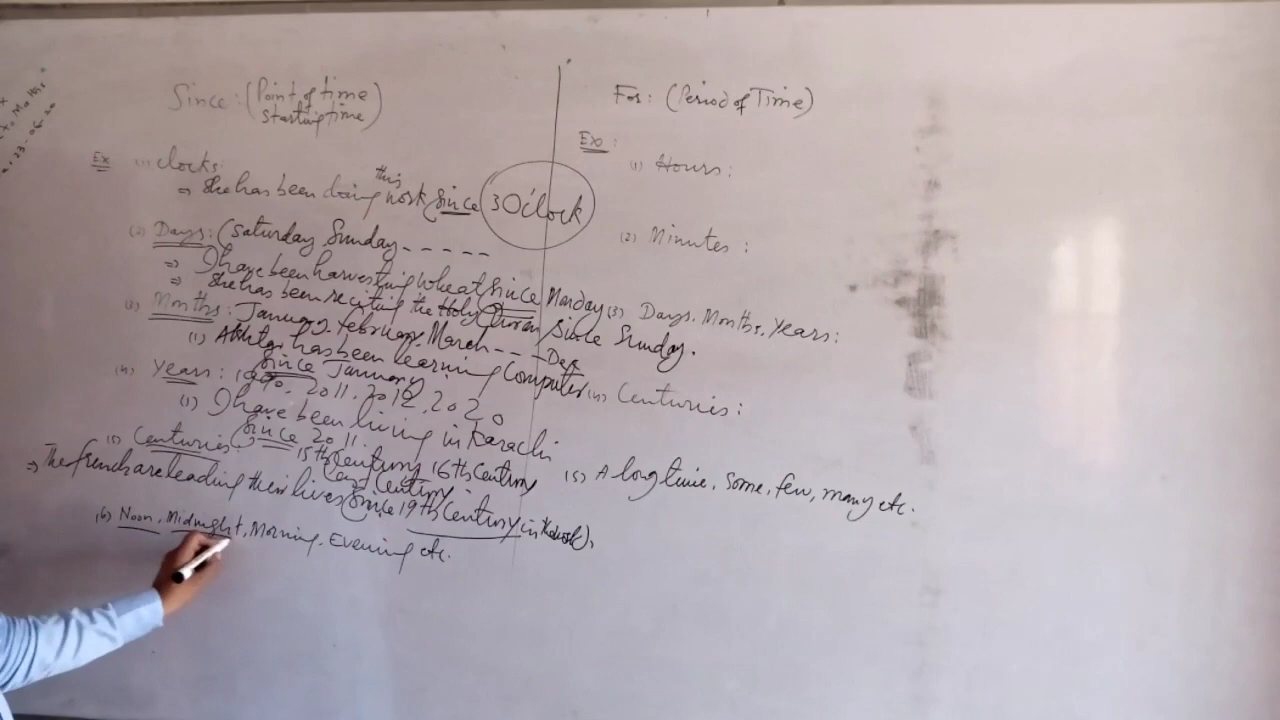 Since: (Point of time
starting time)
Ex (1) clocks:
this
⇒ She has been doing work since 3 O'clock
(2) Days: (Saturday, Sunday - - - - -
⇒ I have been harvesting wheat since Monday
⇒ She has been reciting the Holy Quran since Sunday.
(3) Months: January, February, March - - - Dec
(1) Akhtar has been learning Computer
since January
(4) Years: 2011, 2012, 2020
(1) I have been living in Karachi
since 2011
(5) Centuries 15th Century 16th Century
Century
⇒ The french are leading their lives since 19th Century in
(6) Noon, Midnight, Morning, Evening etc.
For: (Period of Time)
Ex:
(1) Hours:
(2) Minutes:
(3) Days, Months, Years:
(4) Centuries:
(5) A long time, some, few, many etc.
23-06-20